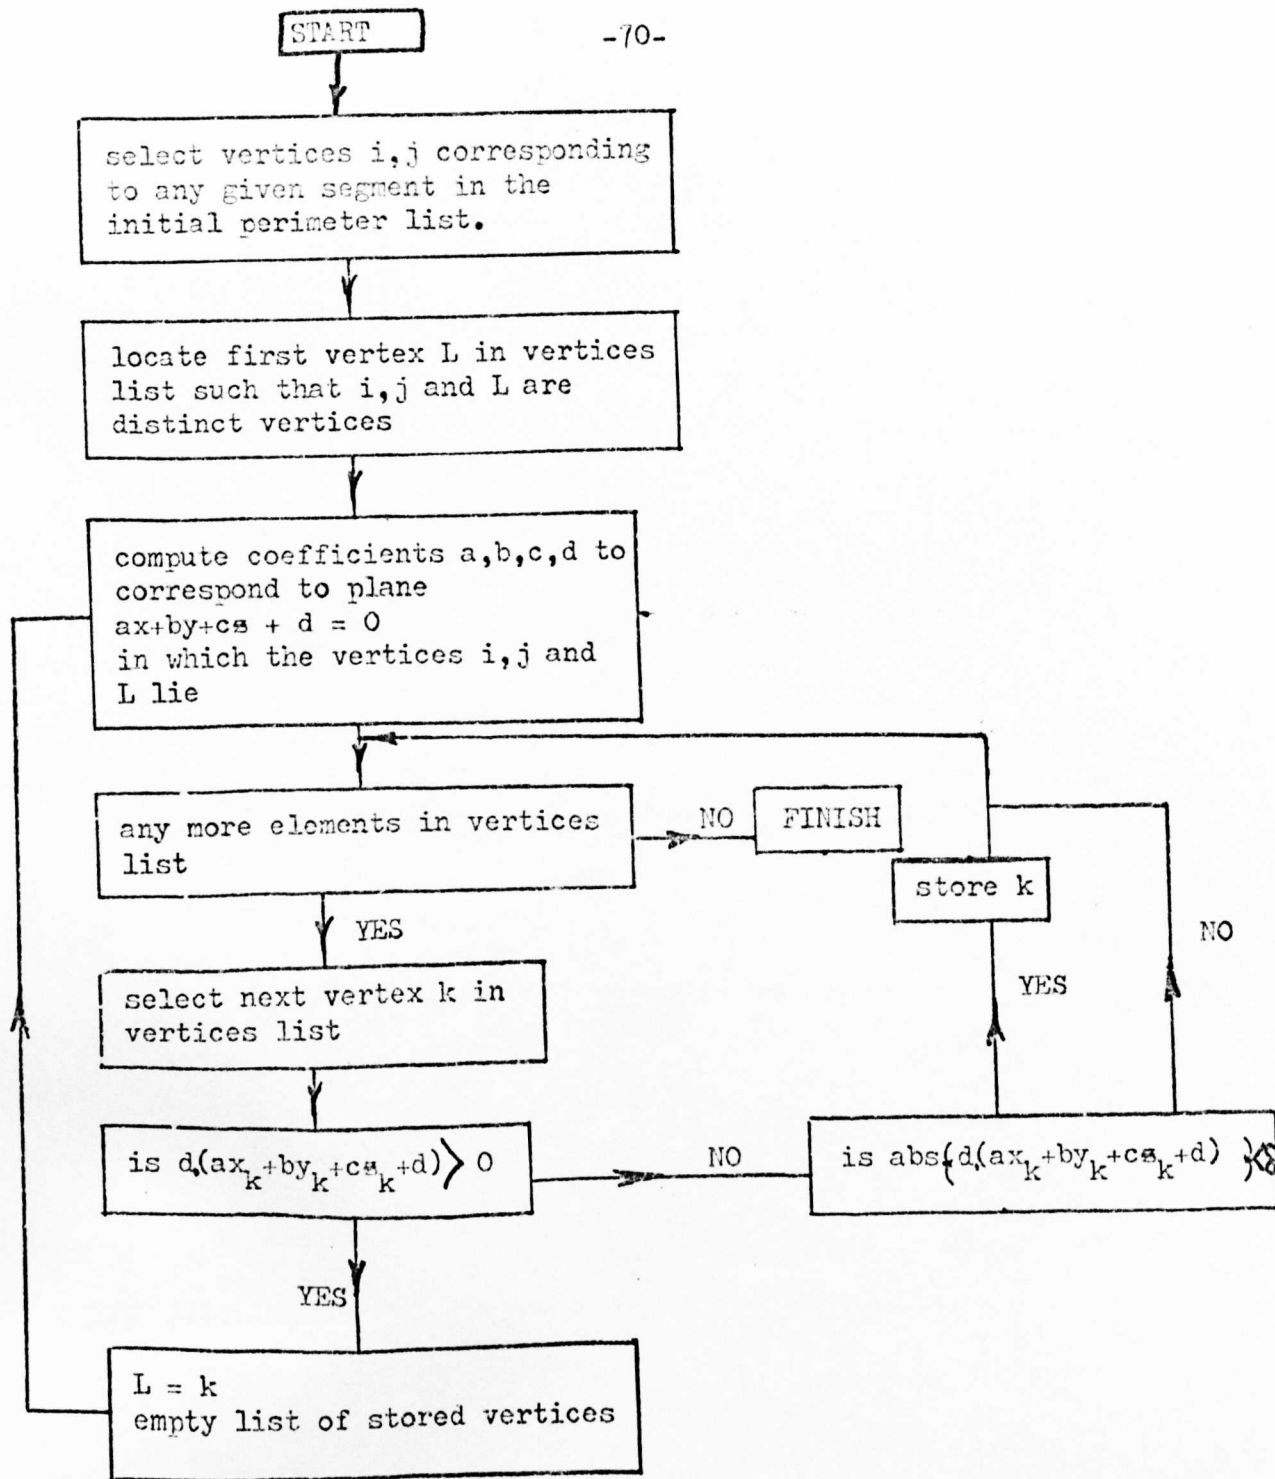 START
-70-
select vertices i,j corresponding
to any given segment in the
initial perimeter list.
locate first vertex L in vertices
list such that i,j and L are
distinct vertices
compute coefficients a,b,c,d to
correspond to plane
ax+by+cz + d = 0
in which the vertices i,j and
L lie
any more elements in vertices
list
NO
FINISH
store k
YES
NO
YES
select next vertex k in
vertices list
is d.(ax_k+by_k+cz_k+d) > 0
NO
is abs{d.(ax_k+by_k+cz_k+d) }<δ
YES
L = k
empty list of stored vertices